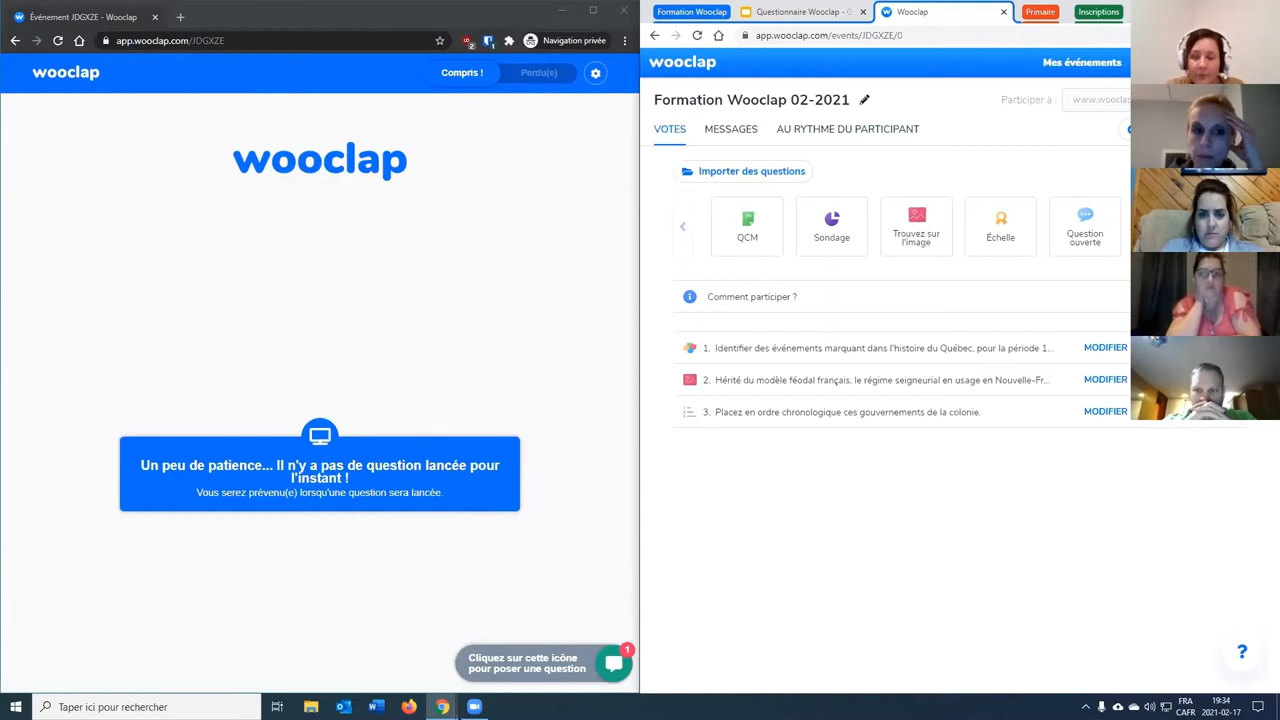 Événement JDGXZE - Wooclap
app.wooclap.com/JDGXZE
2
Navigation privée
wooclap
Compris !
Perdu(e)
wooclap
Un peu de patience... Il n'y a pas de question lancée pour
l'instant !
Vous serez prévenu(e) lorsqu'une question sera lancée.
Cliquez sur cette icône
pour poser une question
1
Formation Wooclap
Questionnaire Wooclap - G
Wooclap
Primaire
Inscriptions
app.wooclap.com/events/JDGXZE/0
wooclap
Mes événements
Formation Wooclap 02-2021
Participer à :
www.wooclap
VOTES
MESSAGES
AU RYTHME DU PARTICIPANT
Importer des questions
QCM
Sondage
Trouvez sur
l'image
Échelle
Question
ouverte
Comment participer ?
1. Identifier des événements marquant dans l'histoire du Québec, pour la période 1...
MODIFIER
2. Hérité du modèle féodal français, le régime seigneurial en usage en Nouvelle-Fr...
MODIFIER
3. Placez en ordre chronologique ces gouvernements de la colonie.
MODIFIER
?
Taper ici pour rechercher
FRA
CAFR
19:34
2021-02-17